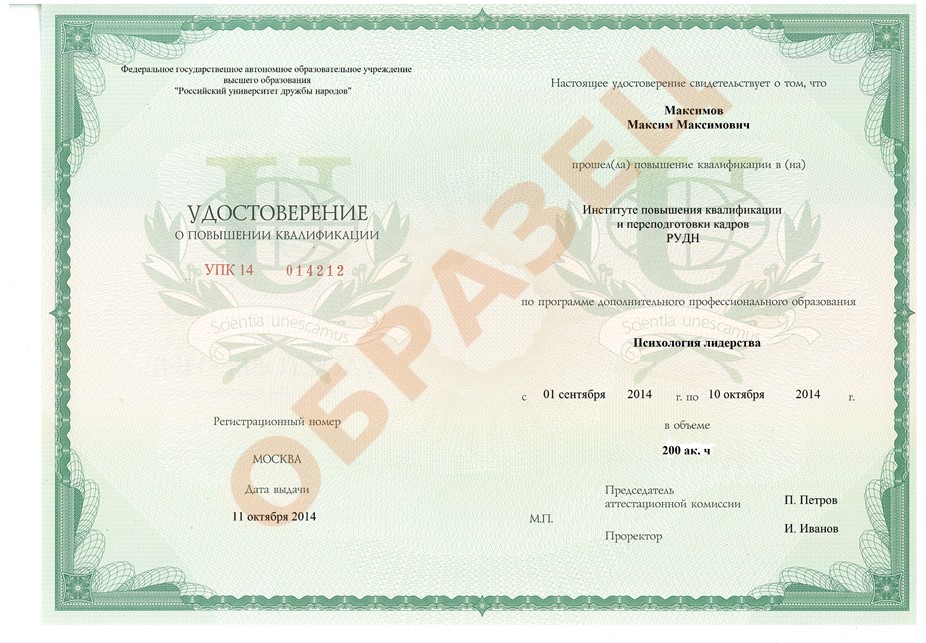 Федеральное государственное автономное образовательное учреждение
высшего образования
"Российский университет дружбы народов"
УДОСТОВЕРЕНИЕ
О ПОВЫШЕНИИ КВАЛИФИКАЦИИ
УПК 14 014212
Scientia unescamus
Регистрационный номер
МОСКВА
Дата выдачи
11 октября 2014
Настоящее удостоверение свидетельствует о том, что
Максимов
Максим Максимович
прошел(ла) повышение квалификации в (на)
Институте повышения квалификации
и переподготовки кадров
РУДН
по программе дополнительного профессионального образования
Scientia unescamus
Психология лидерства
с 01 сентября 2014 г. по 10 октября 2014 г.
в объеме
200 ак. ч
Председатель
аттестационной комиссии П. Петров
М.П.
Проректор И. Иванов
ОБРАЗЕЦ